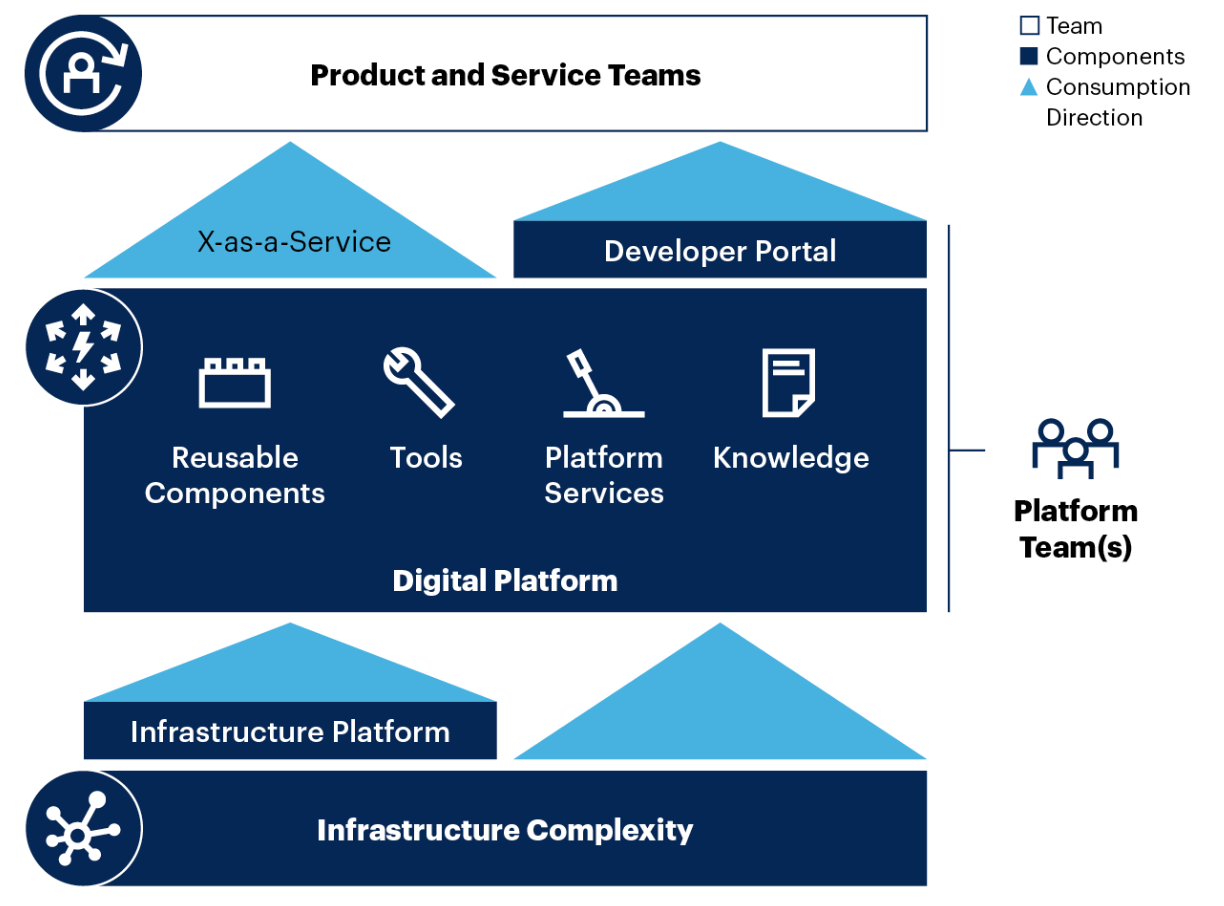 Product and Service Teams
Team
Components
Consumption
Direction
X-as-a-Service
Developer Portal
Reusable
Components
Tools
Platform
Services
Knowledge
Digital Platform
Platform
Team(s)
Infrastructure Platform
Infrastructure Complexity